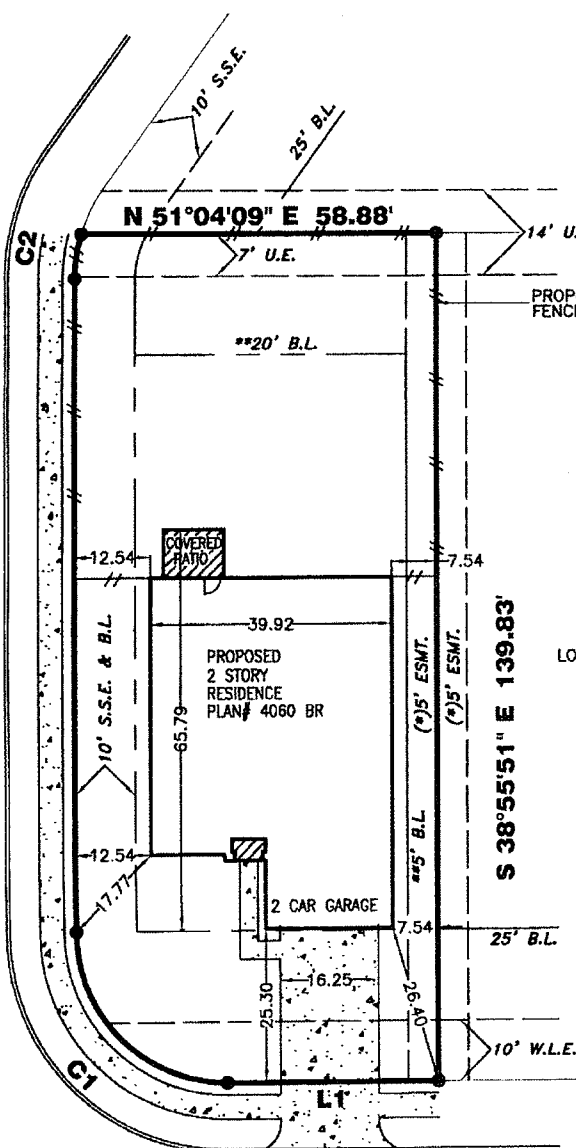 10' S.S.E.
25' B.L.
N 51°04'09" E 58.88'
C2
7' U.E.
14' U.
PROP
FENC
**20' B.L.
COVERED
PATIO
12.54
7.54
39.92
10' S.S.E. & B.L.
PROPOSED
2 STORY
RESIDENCE
PLAN# 4060 BR
65.79
(*)5' ESMT.
(*)5' ESMT.
S 38°55'51" E 139.83'
LO
12.54
**5' B.L.
17.77
2 CAR GARAGE
7.54
25' B.L.
16.25
25.30
26.40
10' W.L.E.
C1
L1